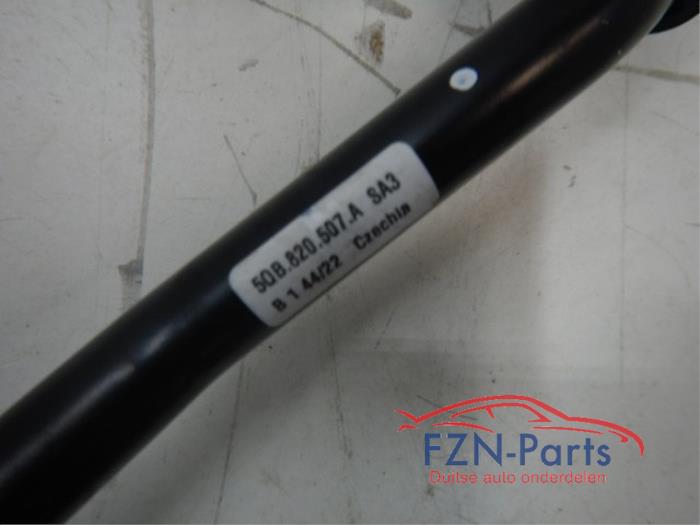 5QB.820.507.A SA3
B 1 44/22 Czechia
FZN-Parts
Duitse auto onderdelen